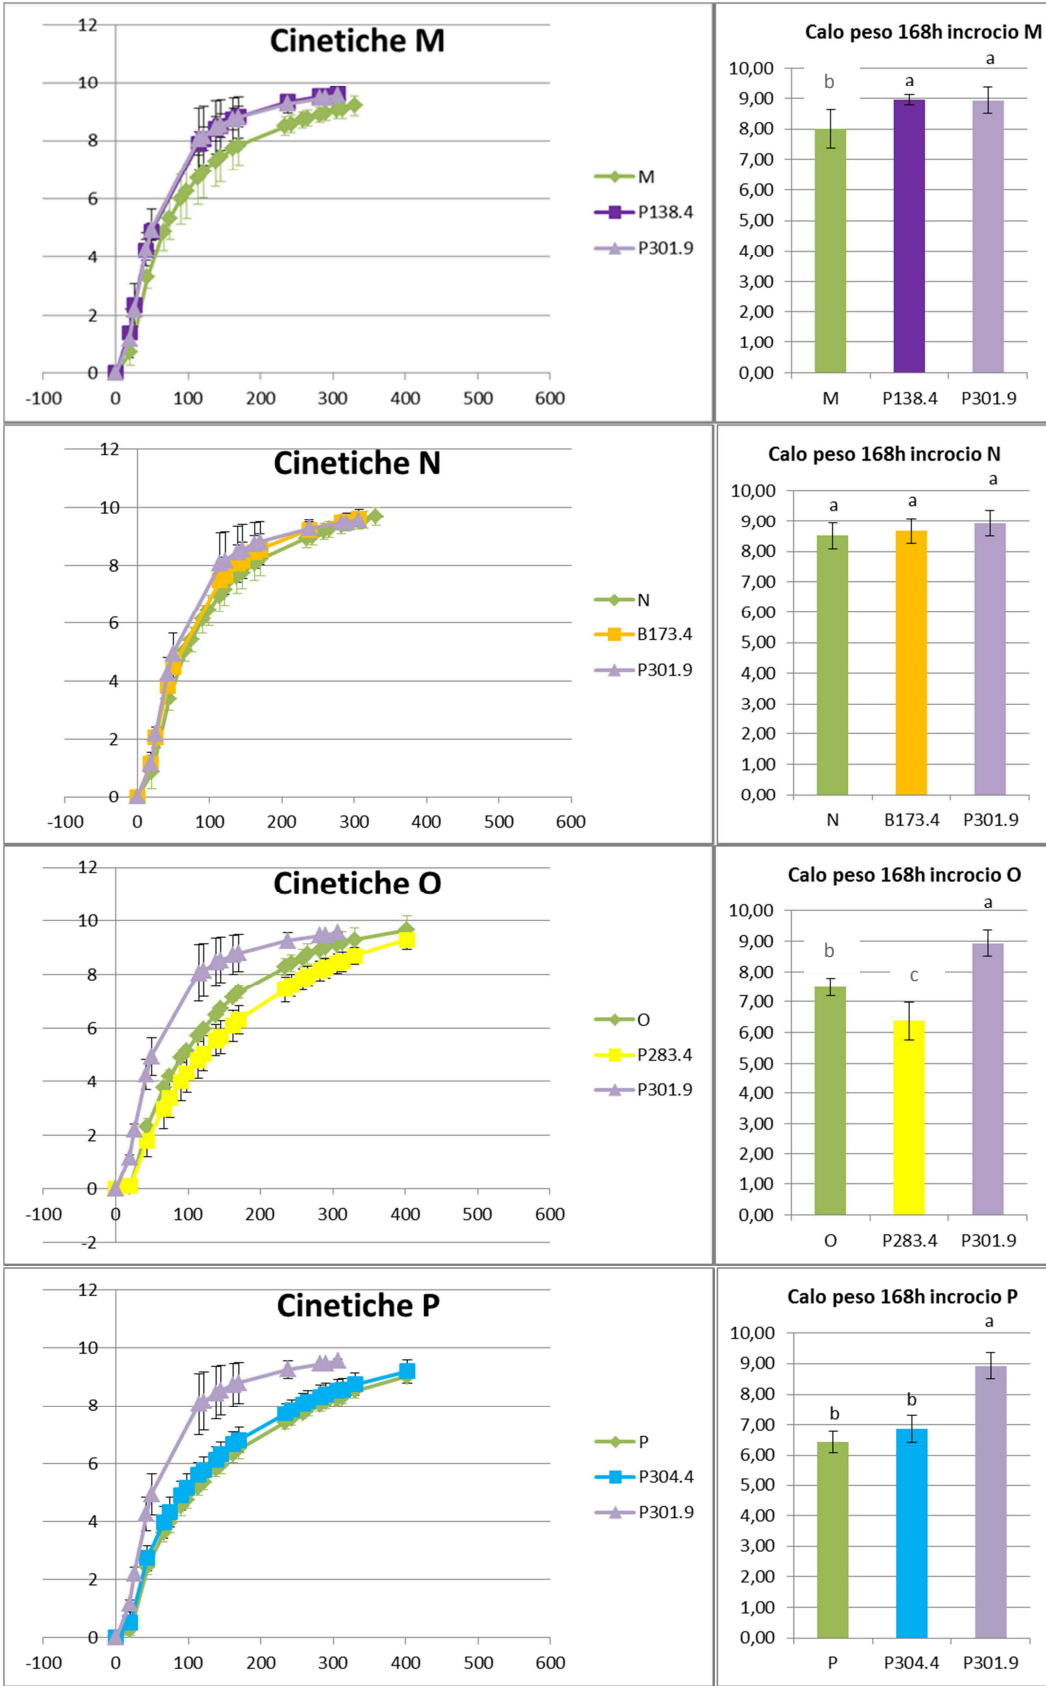 Cinetiche M
12
10
8
6
4
2
0
-100 0 100 200 300 400 500 600
M
P138.4
P301.9
Calo peso 168h incrocio M
10,00
9,00
8,00
7,00
6,00
5,00
4,00
3,00
2,00
1,00
0,00
b a a
M P138.4 P301.9
Cinetiche N
12
10
8
6
4
2
0
-100 0 100 200 300 400 500 600
N
B173.4
P301.9
Calo peso 168h incrocio N
10,00
9,00
8,00
7,00
6,00
5,00
4,00
3,00
2,00
1,00
0,00
a a a
N B173.4 P301.9
Cinetiche O
12
10
8
6
4
2
0
-2
-100 0 100 200 300 400 500 600
O
P283.4
P301.9
Calo peso 168h incrocio O
10,00
9,00
8,00
7,00
6,00
5,00
4,00
3,00
2,00
1,00
0,00
b c a
O P283.4 P301.9
Cinetiche P
12
10
8
6
4
2
0
-100 0 100 200 300 400 500 600
P
P304.4
P301.9
Calo peso 168h incrocio P
10,00
9,00
8,00
7,00
6,00
5,00
4,00
3,00
2,00
1,00
0,00
b b a
P P304.4 P301.9